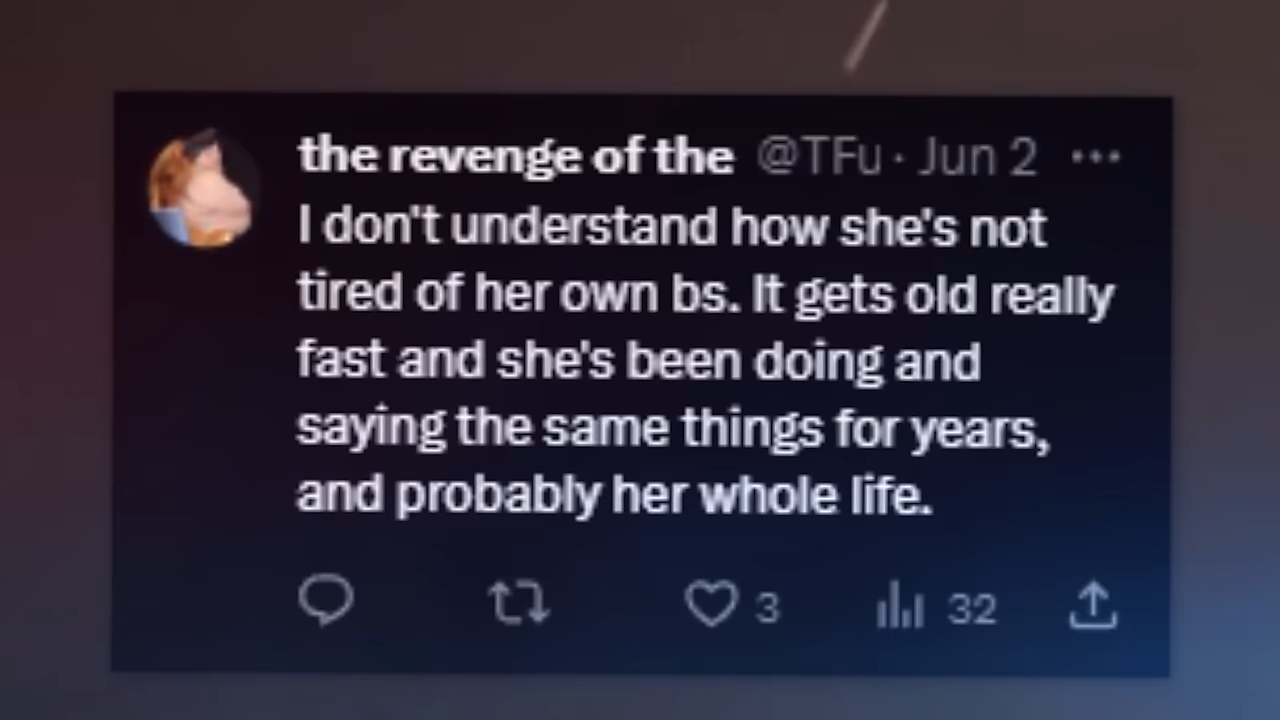 the revenge of the @TFu · Jun 2 ...
I don't understand how she's not
tired of her own bs. It gets old really
fast and she's been doing and
saying the same things for years,
and probably her whole life.
3 32